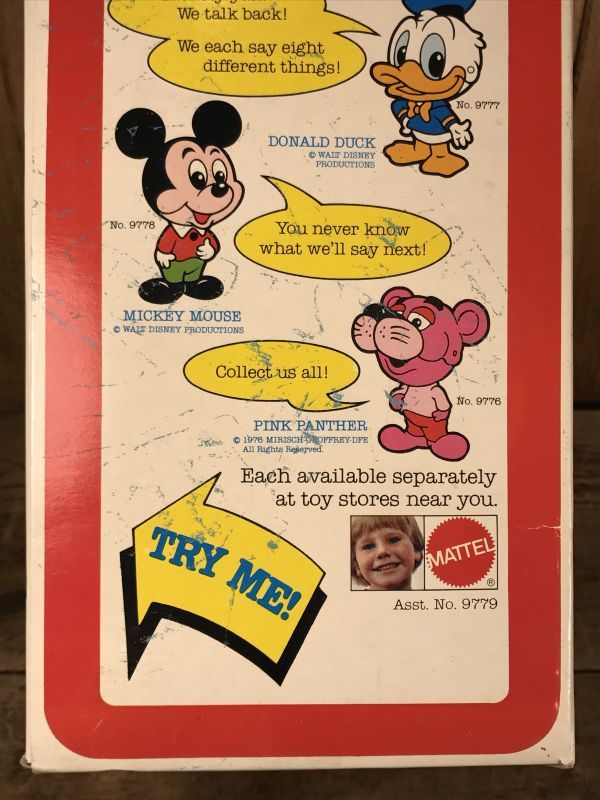 We talk back!
We each say eight
different things!
No. 9777
DONALD DUCK
© WALT DISNEY
PRODUCTIONS
No. 9778
You never know
what we'll say next!
MICKEY MOUSE
© WALT DISNEY PRODUCTIONS
Collect us all!
No. 9776
PINK PANTHER
© 1976 MIRISCH-GEOFFREY-DFE
All Rights Reserved.
Each available separately
at toy stores near you.
TRY ME!
MATTEL
®
Asst. No. 9779